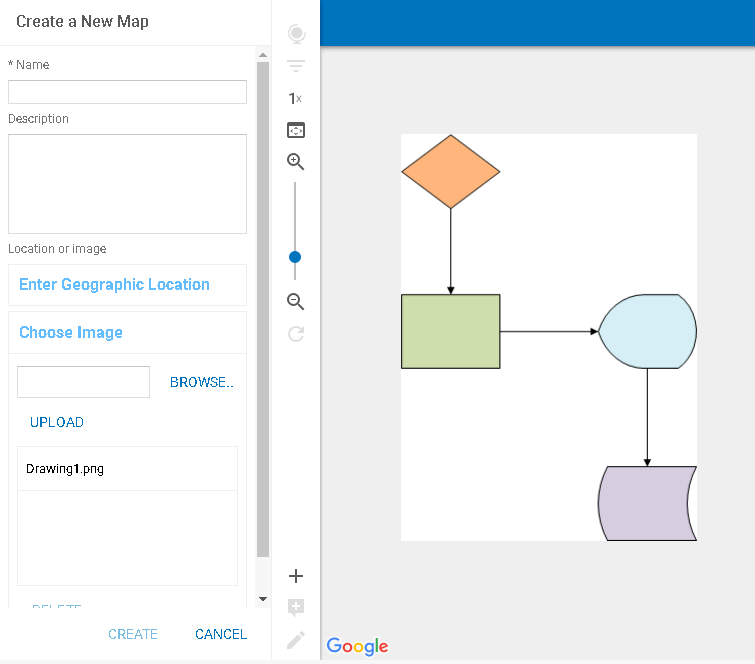 Create a New Map
* Name
Description
Location or image
Enter Geographic Location
Choose Image
BROWSE..
UPLOAD
Drawing1.png
DELETE
CREATE CANCEL
1x
Google